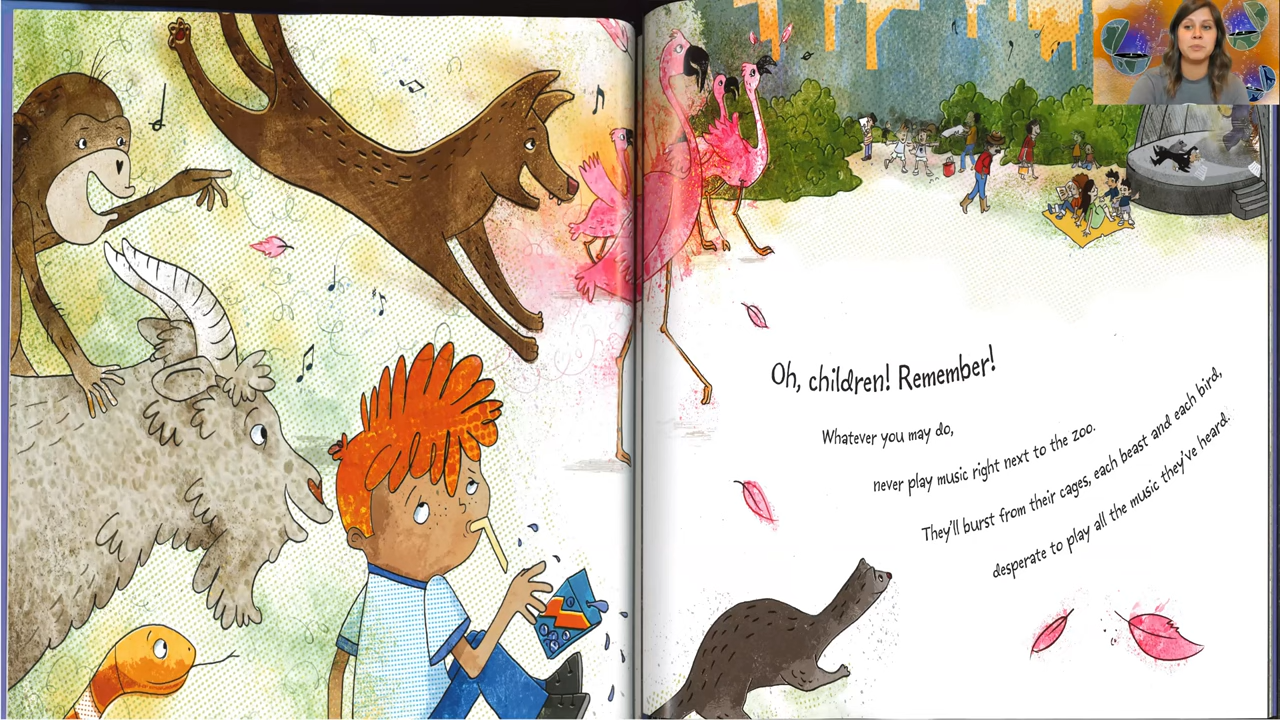 Oh, children! Remember!
Whatever you may do,
never play music right next to the zoo.
They'll burst from their cages, each beast and each bird,
desperate to play all the music they've heard.